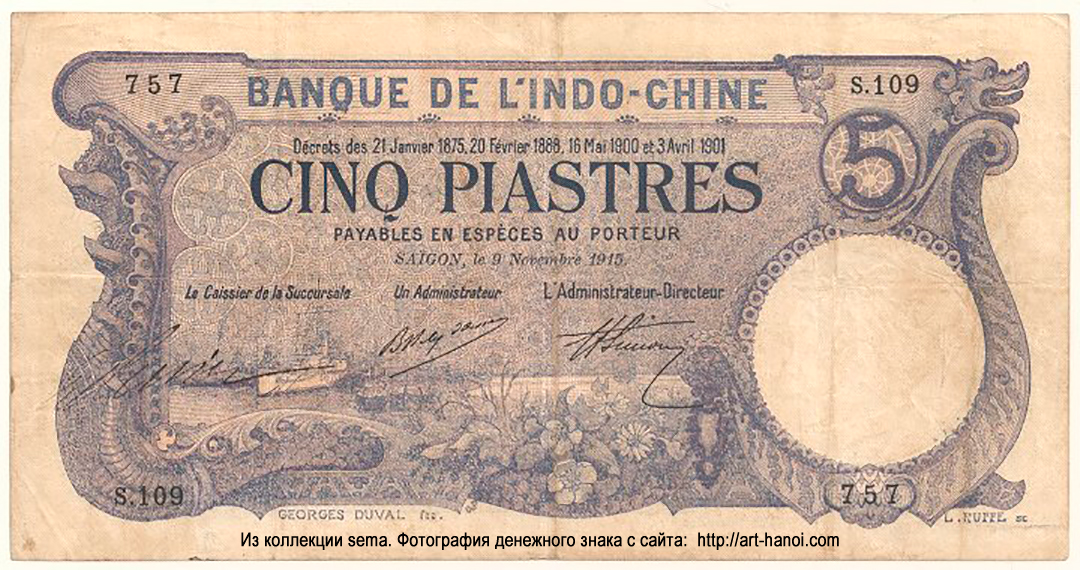 757
S.109
BANQUE DE L'INDO-CHINE
5
Décrets des 21 Janvier 1875, 20 Février 1888, 16 Mai 1900 et 3 Avril 1901
CINQ PIASTRES
PAYABLES EN ESPÈCES AU PORTEUR
SAÏGON, le 9 Novembre 1915.
Le Caissier de la Succursale Un Administrateur L'Administrateur-Directeur
S.109
757
GEORGES DUVAL fec.
L. RUFFE sc
Из коллекции sema. Фотография денежного знака с сайта: http://art-hanoi.com